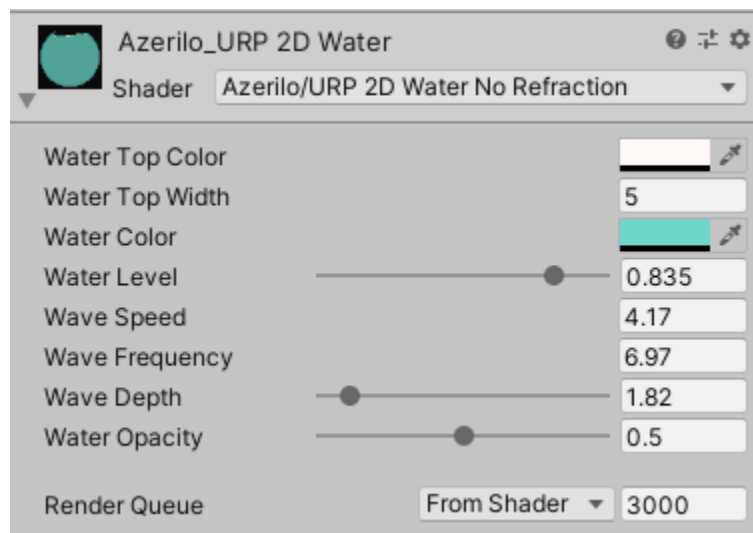 Azerilo_URP 2D Water
Shader Azerilo/URP 2D Water No Refraction
Water Top Color
Water Top Width 5
Water Color
Water Level 0.835
Wave Speed 4.17
Wave Frequency 6.97
Wave Depth 1.82
Water Opacity 0.5
Render Queue From Shader 3000